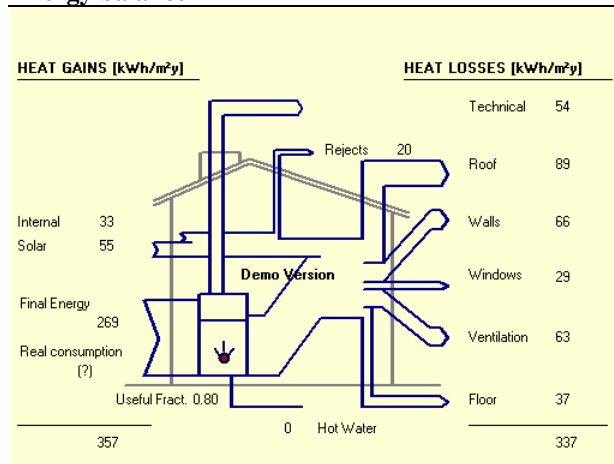 HEAT GAINS [kWh/m²y]
HEAT LOSSES [kWh/m²y]
Technical 54
Rejects 20
Roof 89
Internal 33
Walls 66
Solar 55
Demo Version
Windows 29
Final Energy
269
Ventilation 63
Real consumption
(?)
Useful Fract. 0.80
Floor 37
0 Hot Water
357
337